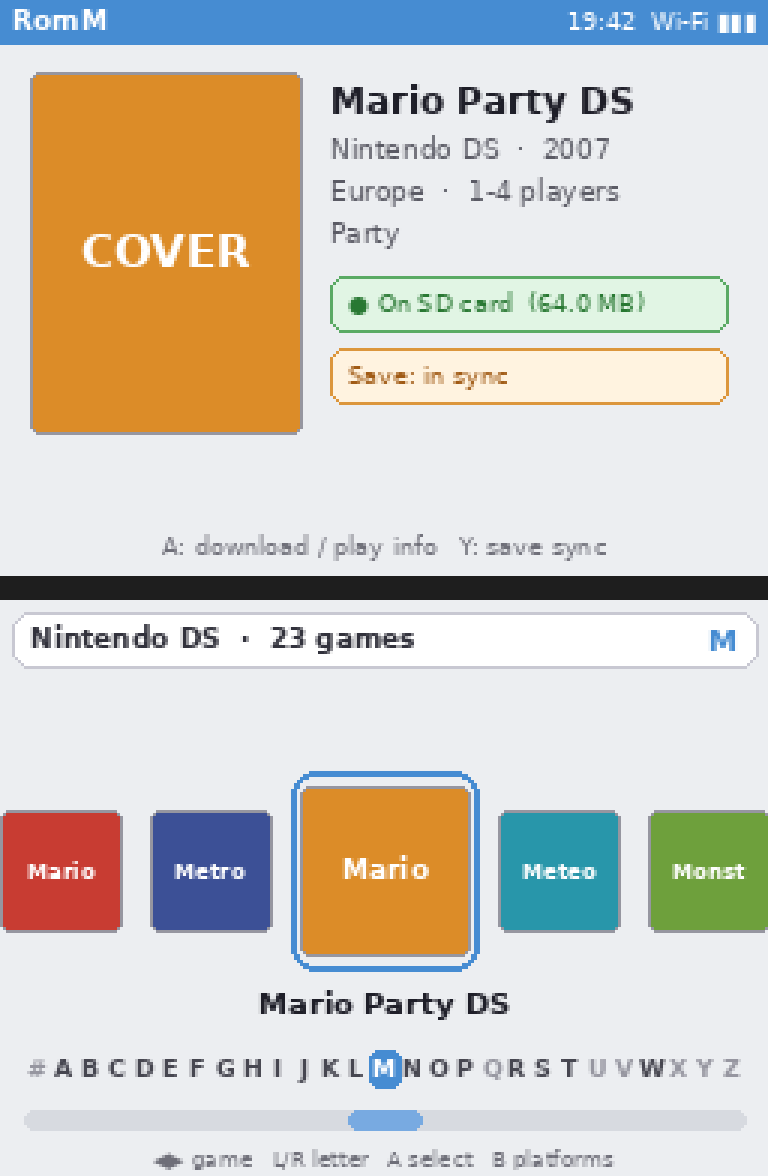 RomM 19:42 Wi-Fi
Mario Party DS
Nintendo DS · 2007
Europe · 1-4 players
Party
COVER
● On SD card (64.0 MB)
Save: in sync
A: download / play info Y: save sync
Nintendo DS · 23 games M
Mario Metro Mario Meteo Monst
Mario Party DS
# A B C D E F G H I J K L M N O P Q R S T U V W X Y Z
◀▶ game L/R letter A select B platforms